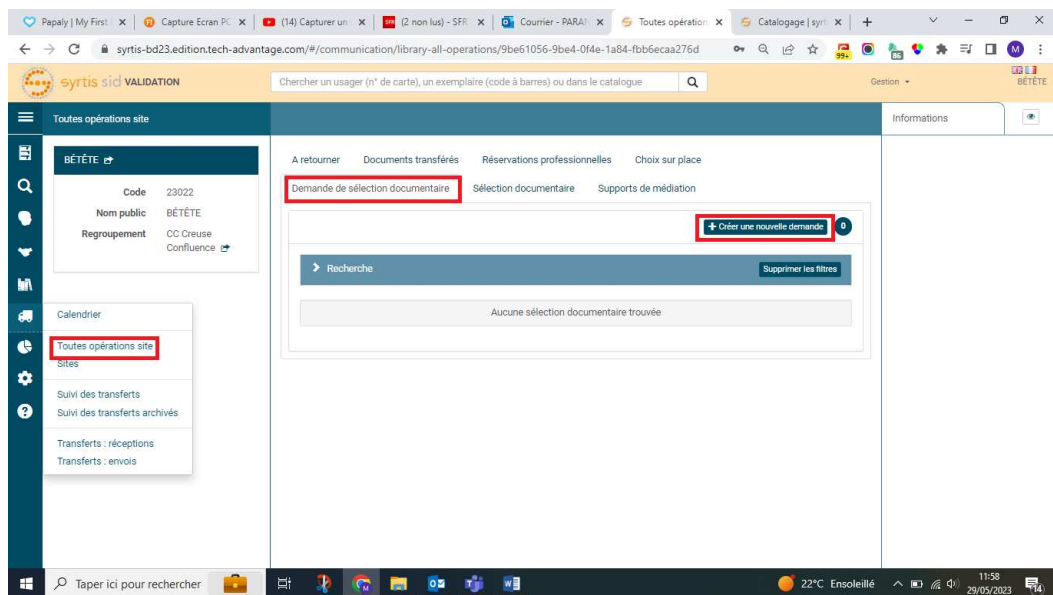 Papaly | My First
Capture Ecran PC
(14) Capturer un
SFR (2 non lus) - SFR
Courrier - PARAN
Toutes opération
Catalogage | syrt
syrtis-bd23.edition.tech-advantage.com/#/communication/library-all-operations/9be61056-9be4-0f4e-1a84-fbb6ecaa276d
99+
86
M
syrtis sid VALIDATION
Chercher un usager (n° de carte), un exemplaire (code à barres) ou dans le catalogue
Gestion
BÉTÊTE
Toutes opérations site
Informations
BÉTÊTE
Code 23022
Nom public BÉTÊTE
Regroupement CC Creuse
Confluence
A retourner Documents transférés Réservations professionnelles Choix sur place
Demande de sélection documentaire Sélection documentaire Supports de médiation
+ Créer une nouvelle demande 0
Recherche Supprimer les filtres
Aucune sélection documentaire trouvée
Calendrier
Toutes opérations site
Sites
Suivi des transferts
Suivi des transferts archivés
Transferts : réceptions
Transferts : envois
Taper ici pour rechercher
22°C Ensoleillé
11:58
29/05/2023
14